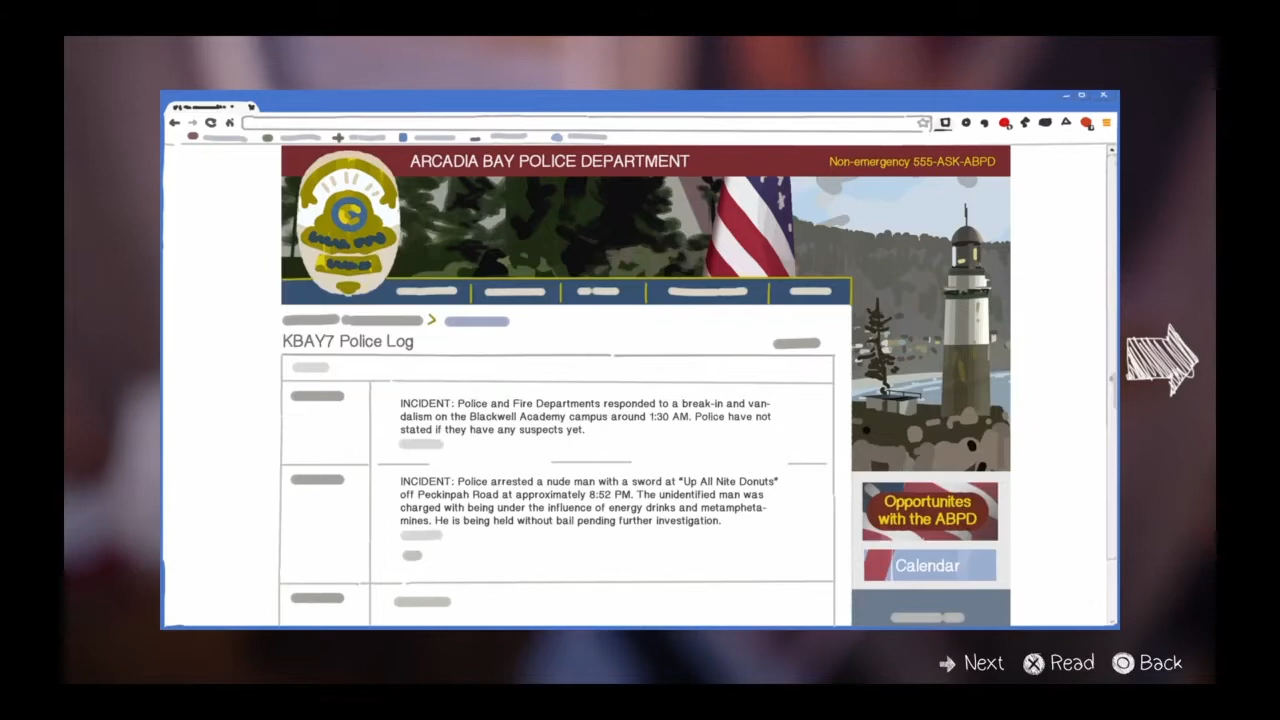 ARCADIA BAY POLICE DEPARTMENT
Non-emergency 555-ASK-ABPD
KBAY7 Police Log
INCIDENT: Police and Fire Departments responded to a break-in and van-
dalism on the Blackwell Academy campus around 1:30 AM. Police have not
stated if they have any suspects yet.
INCIDENT: Police arrested a nude man with a sword at "Up All Nite Donuts"
off Peckinpah Road at approximately 8:52 PM. The unidentified man was
charged with being under the influence of energy drinks and metampheta-
mines. He is being held without bail pending further investigation.
Opportunites
with the ABPD
Calendar
Next
Read
Back